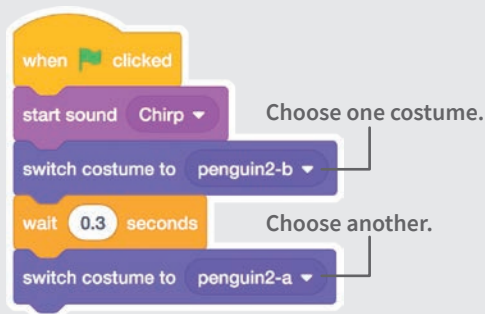 when clicked
start sound Chirp
Choose one costume.
switch costume to penguin2-b
wait 0.3 seconds
Choose another.
switch costume to penguin2-a